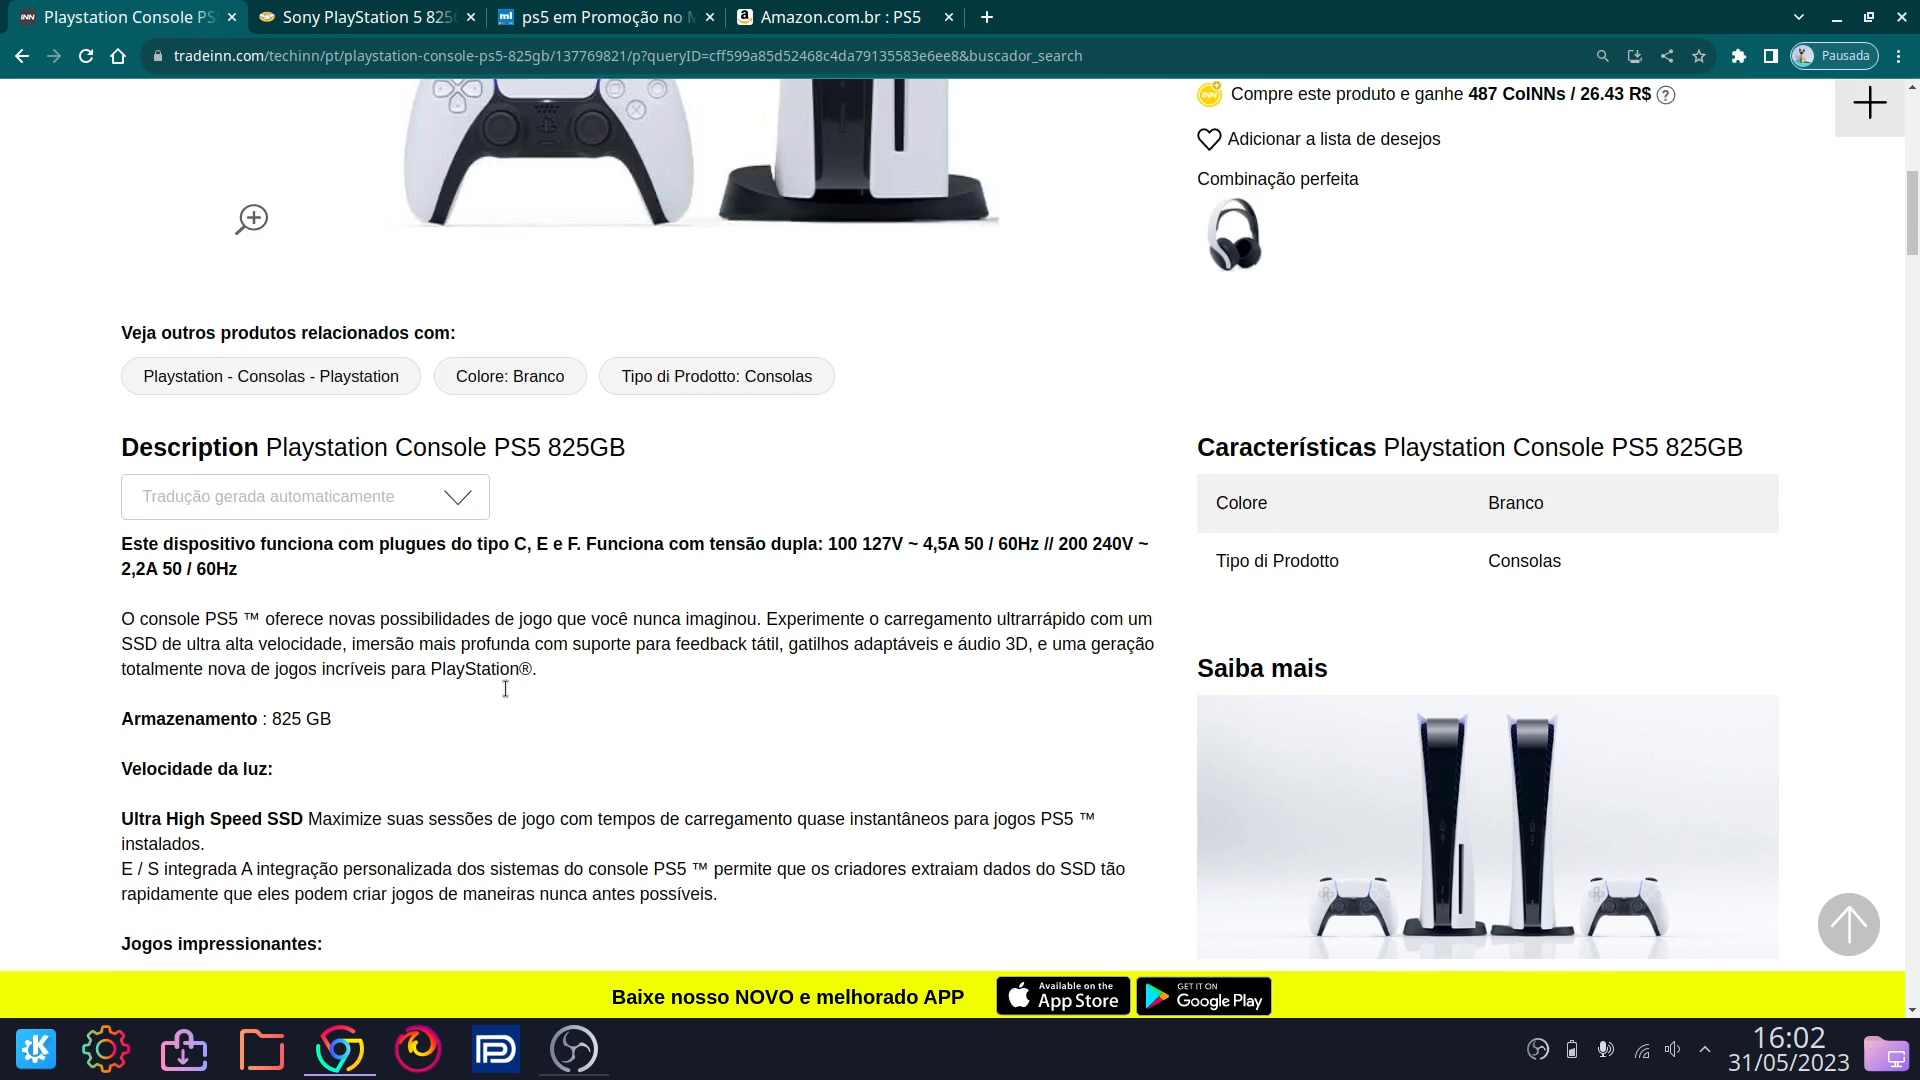 Playstation Console PS
Sony PlayStation 5 825
ps5 em Promoção no
Amazon.com.br : PS5
tradeinn.com/techinn/pt/playstation-console-ps5-825gb/137769821/p?queryID=cff599a85d52468c4da79135583e6ee8&buscador_search
Pausada
Compre este produto e ganhe 487 CoINNs / 26.43 R$
Adicionar a lista de desejos
Combinação perfeita
Veja outros produtos relacionados com:
Playstation - Consolas - Playstation
Colore: Branco
Tipo di Prodotto: Consolas
Description Playstation Console PS5 825GB
Tradução gerada automaticamente
Este dispositivo funciona com plugues do tipo C, E e F. Funciona com tensão dupla: 100 127V ~ 4,5A 50 / 60Hz // 200 240V ~
2,2A 50 / 60Hz
O console PS5 ™ oferece novas possibilidades de jogo que você nunca imaginou. Experimente o carregamento ultrarrápido com um
SSD de ultra alta velocidade, imersão mais profunda com suporte para feedback tátil, gatilhos adaptáveis e áudio 3D, e uma geração
totalmente nova de jogos incríveis para PlayStation®.
Armazenamento : 825 GB
Velocidade da luz:
Ultra High Speed SSD Maximize suas sessões de jogo com tempos de carregamento quase instantâneos para jogos PS5 ™
instalados.
E / S integrada A integração personalizada dos sistemas do console PS5 ™ permite que os criadores extraiam dados do SSD tão
rapidamente que eles podem criar jogos de maneiras nunca antes possíveis.
Jogos impressionantes:
Características Playstation Console PS5 825GB
Colore Branco
Tipo di Prodotto Consolas
Saiba mais
Baixe nosso NOVO e melhorado APP
Available on the
App Store
GET IT ON
Google Play
16:02
31/05/2023